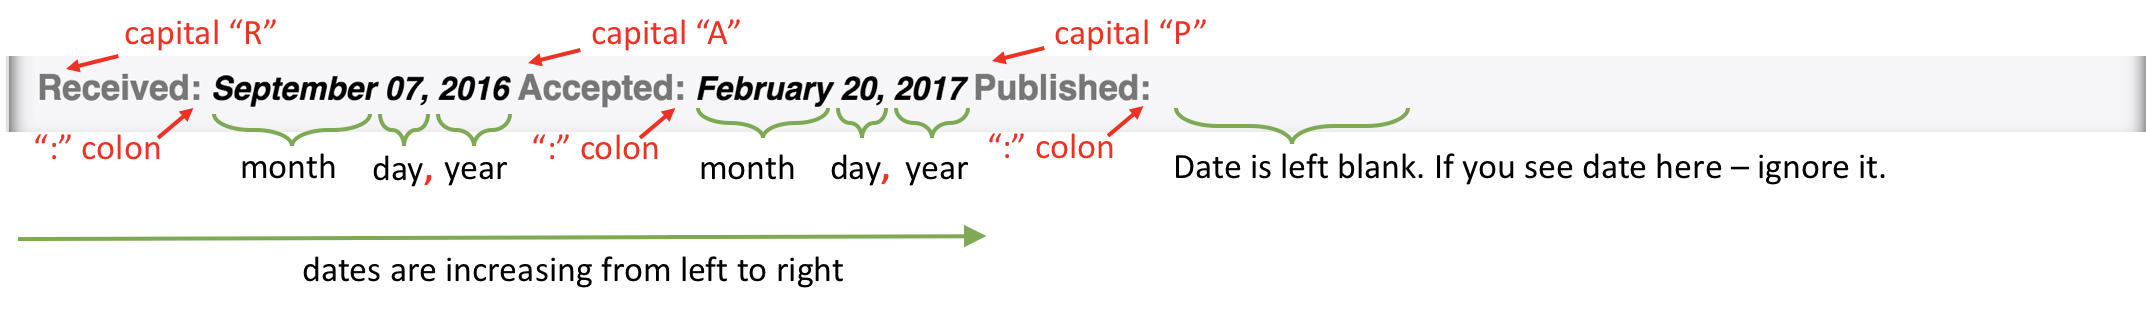 capital “R” capital “A” capital “P”
Received: September 07, 2016 Accepted: February 20, 2017 Published:
“:” colon “:” colon “:” colon
month day, year month day, year Date is left blank. If you see date here – ignore it.
dates are increasing from left to right